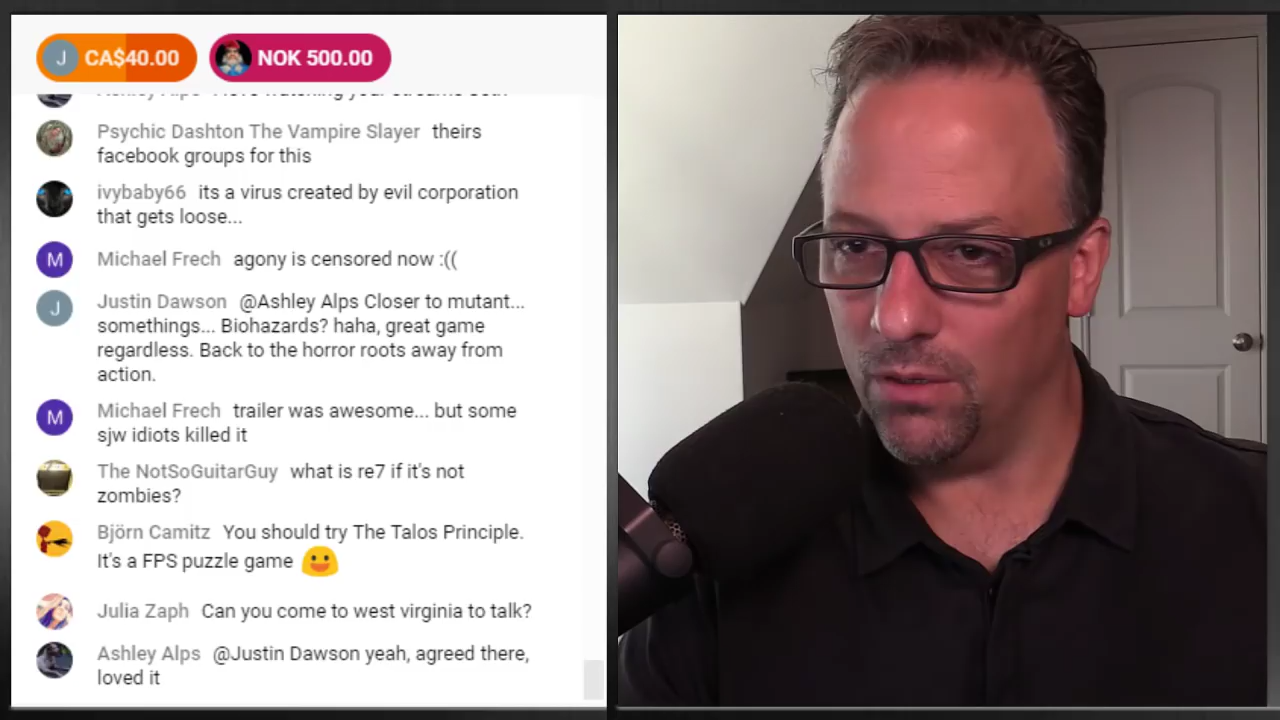 J CA$40.00 NOK 500.00
Psychic Dashton The Vampire Slayer theirs
facebook groups for this
ivybaby66 its a virus created by evil corporation
that gets loose...
M Michael Frech agony is censored now :((
J Justin Dawson @Ashley Alps Closer to mutant...
somethings... Biohazards? haha, great game
regardless. Back to the horror roots away from
action.
M Michael Frech trailer was awesome... but some
sjw idiots killed it
The NotSoGuitarGuy what is re7 if it's not
zombies?
Björn Camitz You should try The Talos Principle.
It's a FPS puzzle game
Julia Zaph Can you come to west virginia to talk?
Ashley Alps @Justin Dawson yeah, agreed there,
loved it